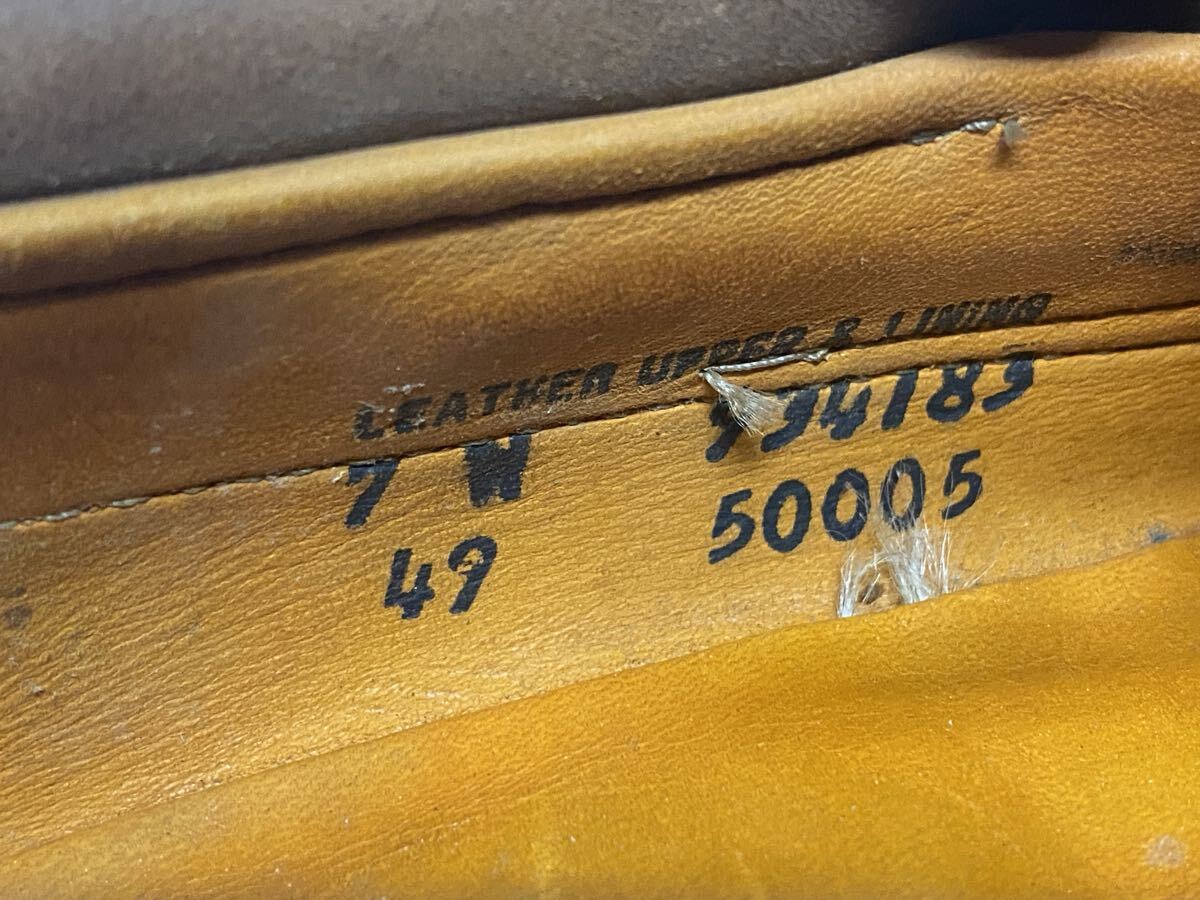 LEATHER UPPER & LINING
7 W 994183
49 50005